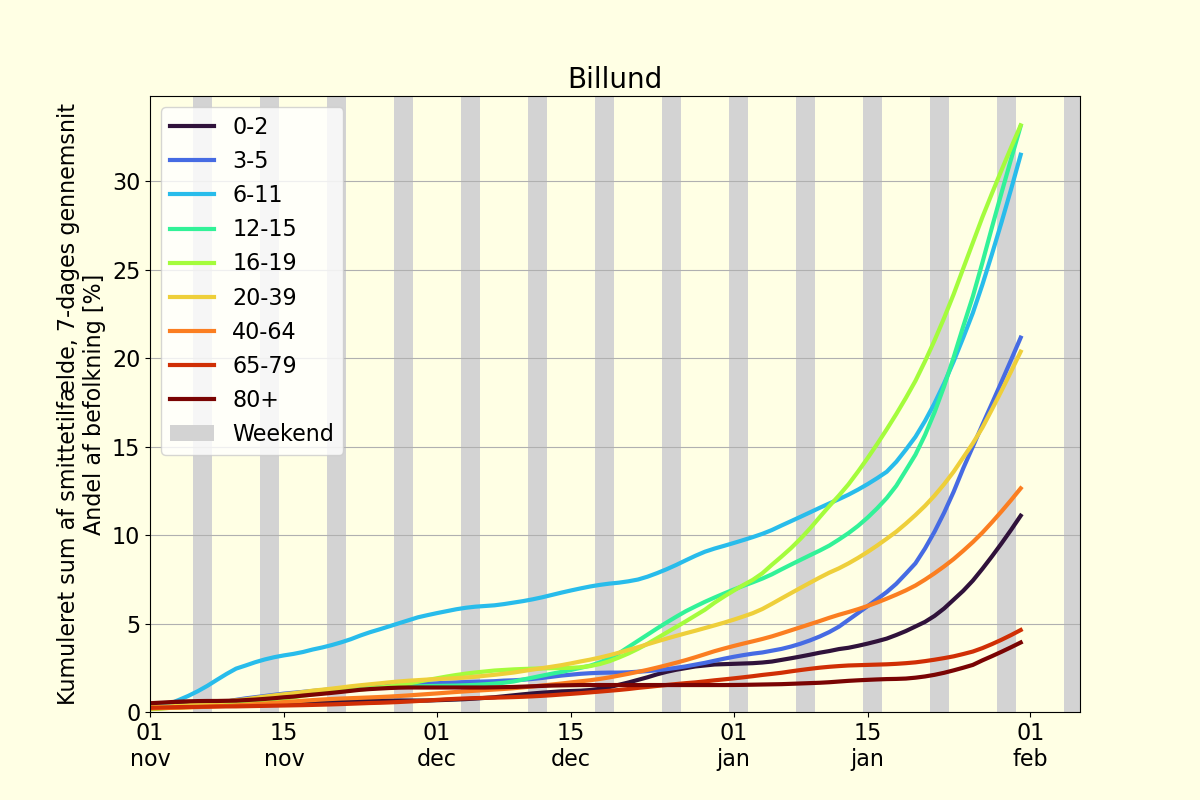 Billund
Kumuleret sum af smittetilfælde, 7-dages gennemsnit
Andel af befolkning [%]
0-2
3-5
6-11
12-15
16-19
20-39
40-64
65-79
80+
Weekend
30
25
20
15
10
5
0
01 15 01 15 01 15 01
nov nov dec dec jan jan feb